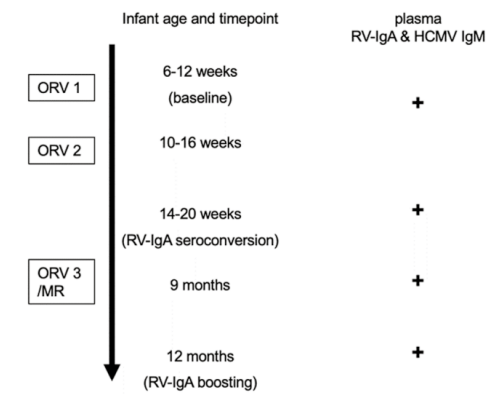 Infant age and timepoint
plasma
RV-IgA & HCMV IgM
ORV 1
6-12 weeks
(baseline)
+
ORV 2
10-16 weeks
14-20 weeks
(RV-IgA seroconversion)
+
ORV 3
/MR
9 months
+
12 months
(RV-IgA boosting)
+